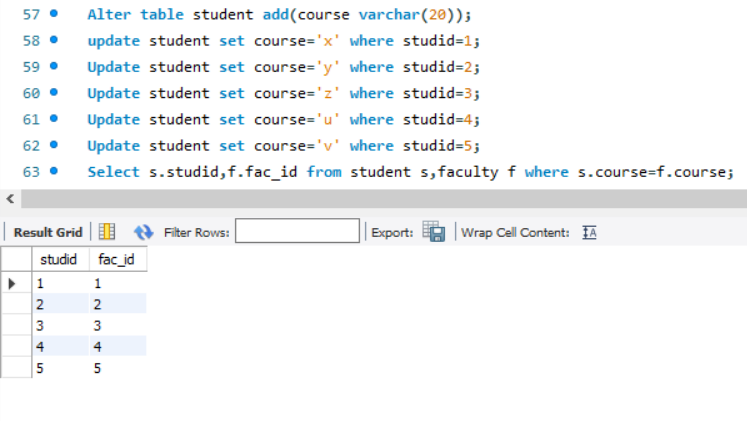 57 Alter table student add(course varchar(20));
58 update student set course='x' where studid=1;
59 Update student set course='y' where studid=2;
60 Update student set course='z' where studid=3;
61 Update student set course='u' where studid=4;
62 Update student set course='v' where studid=5;
63 Select s.studid,f.fac_id from student s,faculty f where s.course=f.course;
Result Grid Filter Rows: Export: Wrap Cell Content: IA
studid fac_id
1 1
2 2
3 3
4 4
5 5